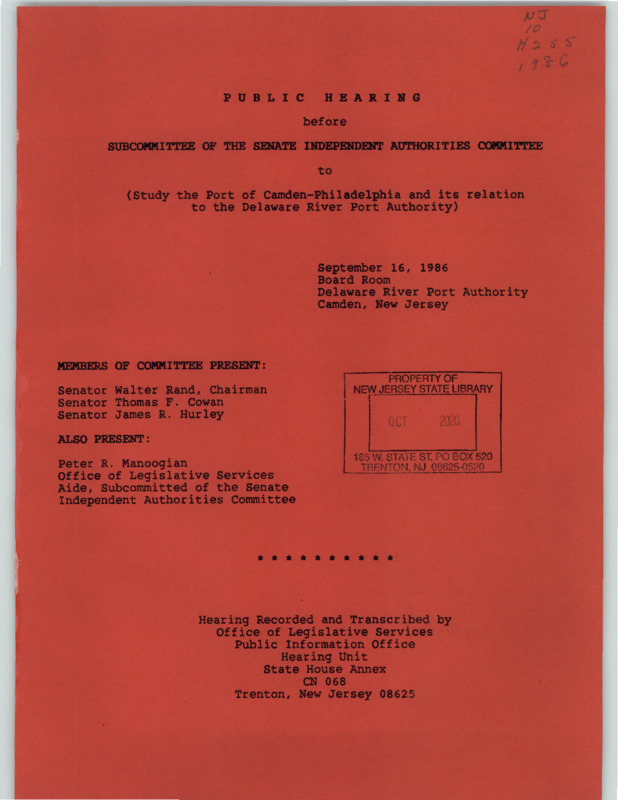 NJ
10
H255
1986
PUBLIC HEARING
before
SUBCOMMITTEE OF THE SENATE INDEPENDENT AUTHORITIES COMMITTEE
to
(Study the Port of Camden-Philadelphia and its relation
to the Delaware River Port Authority)
September 16, 1986
Board Room
Delaware River Port Authority
Camden, New Jersey
MEMBERS OF COMMITTEE PRESENT:
Senator Walter Rand, Chairman
Senator Thomas F. Cowan
Senator James R. Hurley
ALSO PRESENT:
Peter R. Manoogian
Office of Legislative Services
Aide, Subcommitted of the Senate
Independent Authorities Committee
PROPERTY OF
NEW JERSEY STATE LIBRARY
OCT 2020
185 W. STATE ST. PO BOX 520
TRENTON, NJ 08625-0520
* * * * * * * * * *
Hearing Recorded and Transcribed by
Office of Legislative Services
Public Information Office
Hearing Unit
State House Annex
CN 068
Trenton, New Jersey 08625